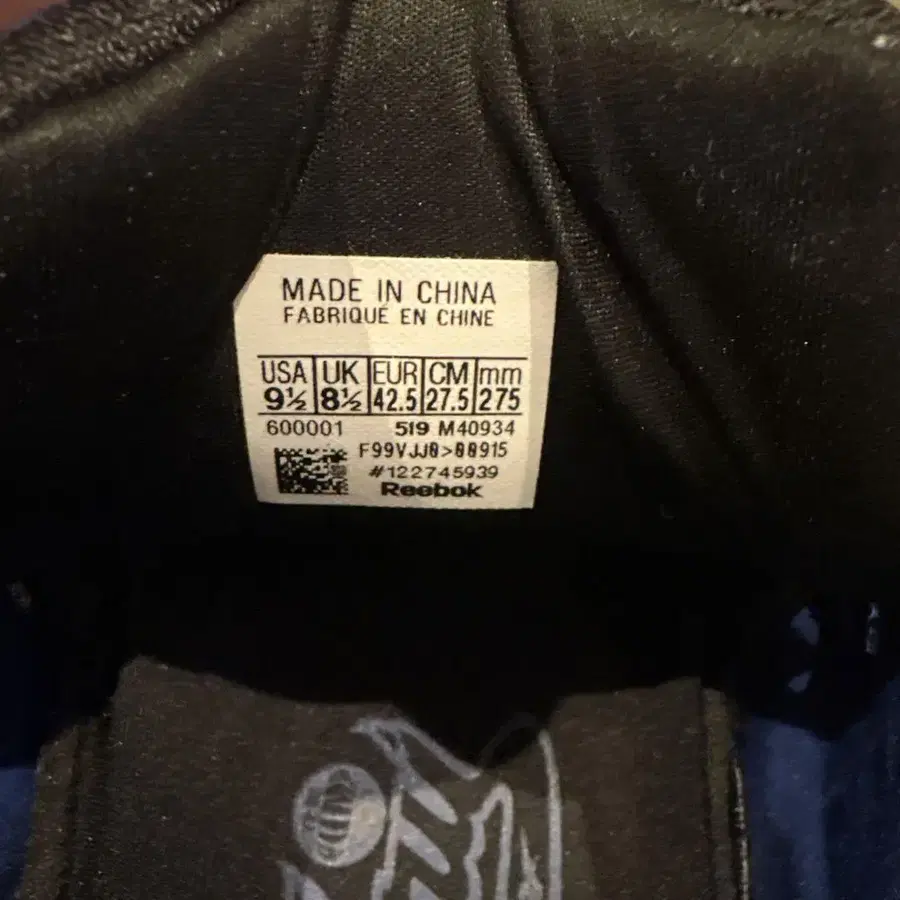 MADE IN CHINA
FABRIQUÉ EN CHINE
USA UK EUR CM mm
9½ 8½ 42.5 27.5 275
600001 519 M40934
F99VJJ0>00915
#122745939
Reebok